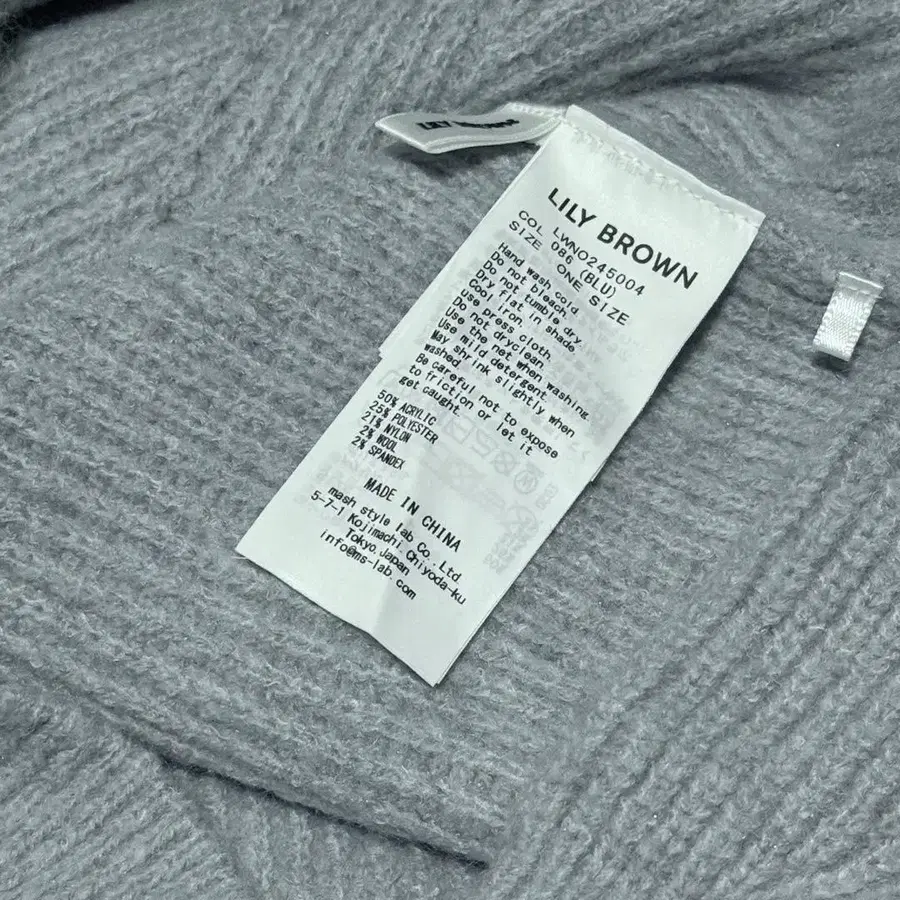 LILY
LILY BROWN
LWNO245004
COL 086 (BLU)
SIZE ONE SIZE
Hand wash cold
Do not bleach.
Do not tumble dry.
Dry flat in shade.
Cool iron.
use press cloth.
Do not dryclean.
Use the net when washing
Use mild detergent.
May shrink slightly when
washed
Be careful not to expose
to friction or let it
get caught.
50% ACRYLIC
25% POLYESTER
21% NYLON
2% WOOL
2% SPANDEX
MADE IN CHINA
mash style lab Co.,Ltd.
5-7-1 Kojimachi,Chiyoda-ku
Tokyo,Japan
info@ms-lab.com